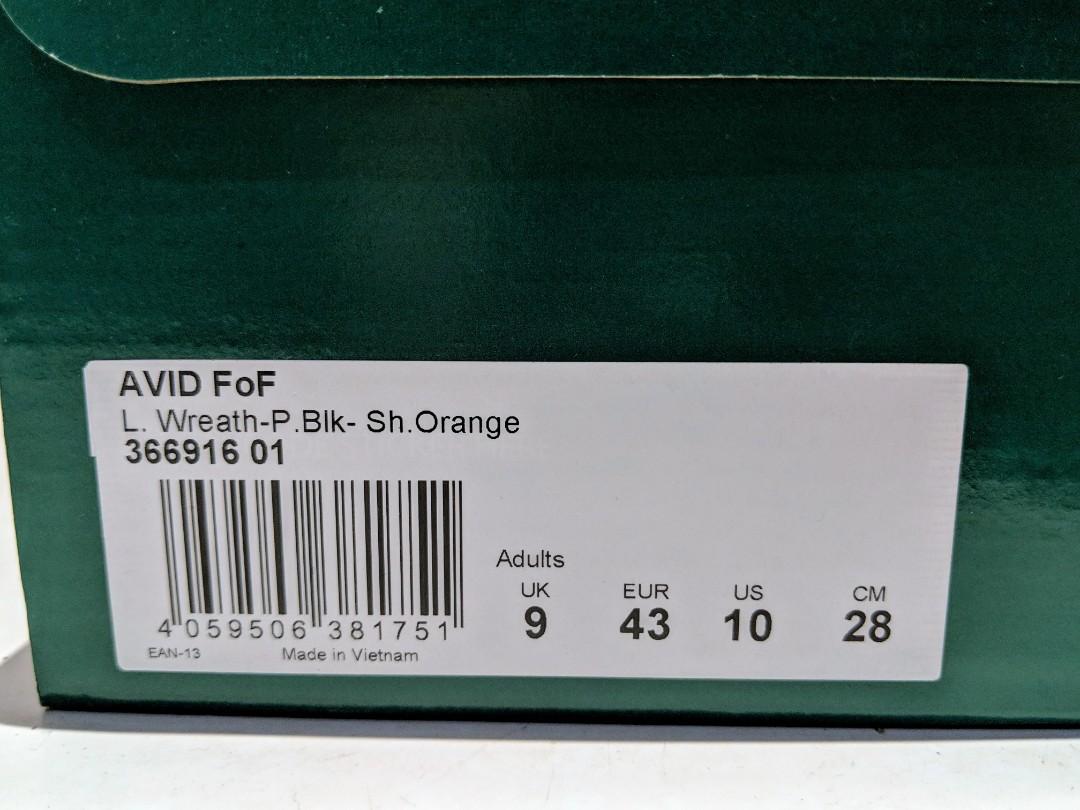 AVID FoF
L. Wreath-P.Blk- Sh.Orange
366916 01
4 059506 381751
EAN-13 Made in Vietnam
Adults
UK EUR US CM
9 43 10 28